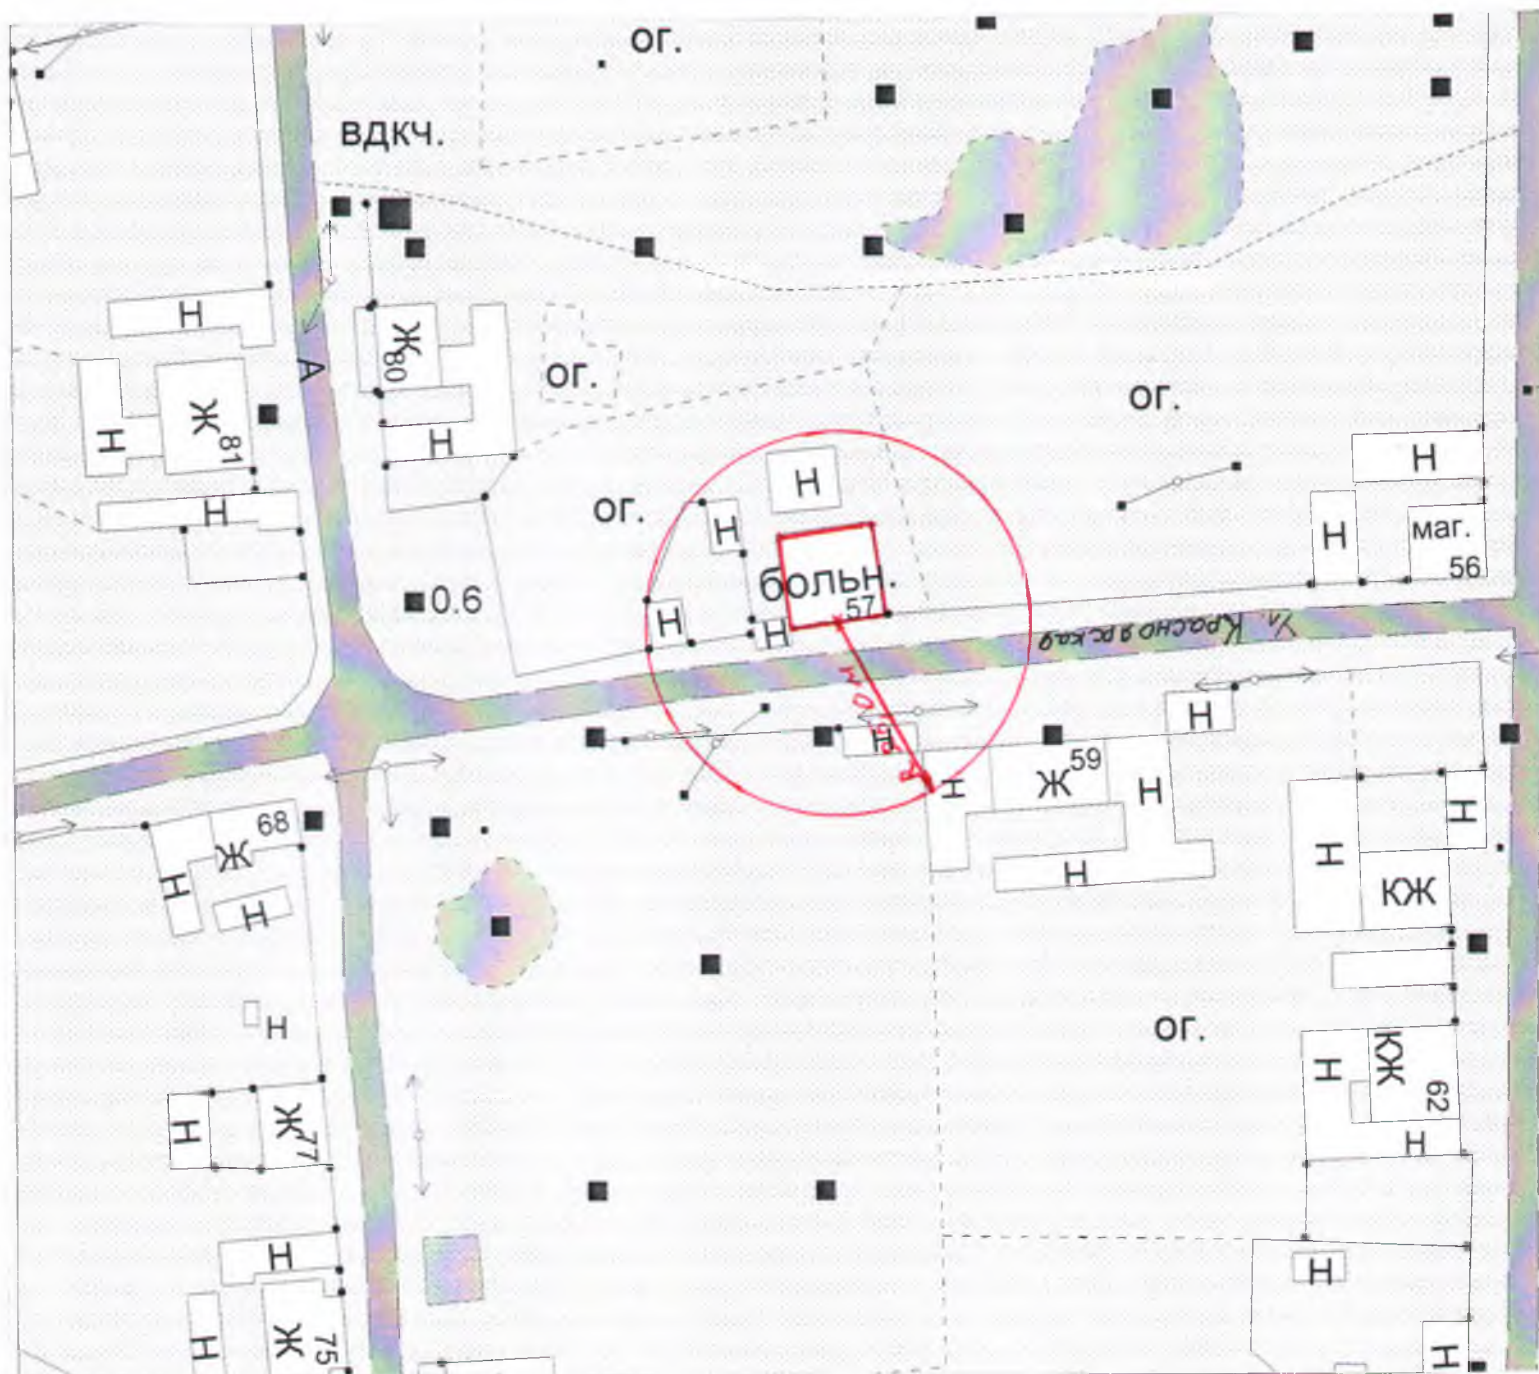 ог.
вдкч.
Н
Ж
80
А
ог.
ог.
Н
Ж
81
Н
Н
Н
ог.
Н
Н
Н
маг.
56
больн.
57
0.6
Н
Н
Ул. Красноярская
Н
Н
Ж
59
Н
Н
Н
68
Ж
Н
Н
Н
Н
Н
КЖ
Н
ог.
Н
КЖ
62
Н
Н
Ж
77
Н
Н
Н
Ж
75
Н